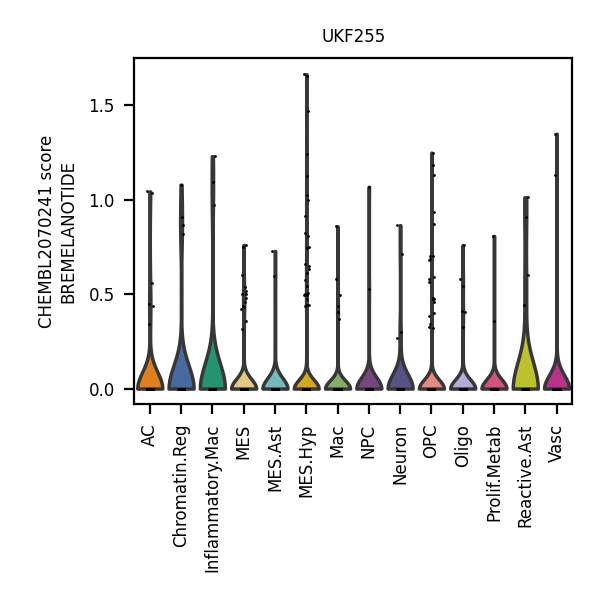 UKF255
CHEMBL2070241 score
BREMELANOTIDE
1.5
1.0
0.5
0.0
AC
Chromatin.Reg
Inflammatory.Mac
MES
MES.Ast
MES.Hyp
Mac
NPC
Neuron
OPC
Oligo
Prolif.Metab
Reactive.Ast
Vasc